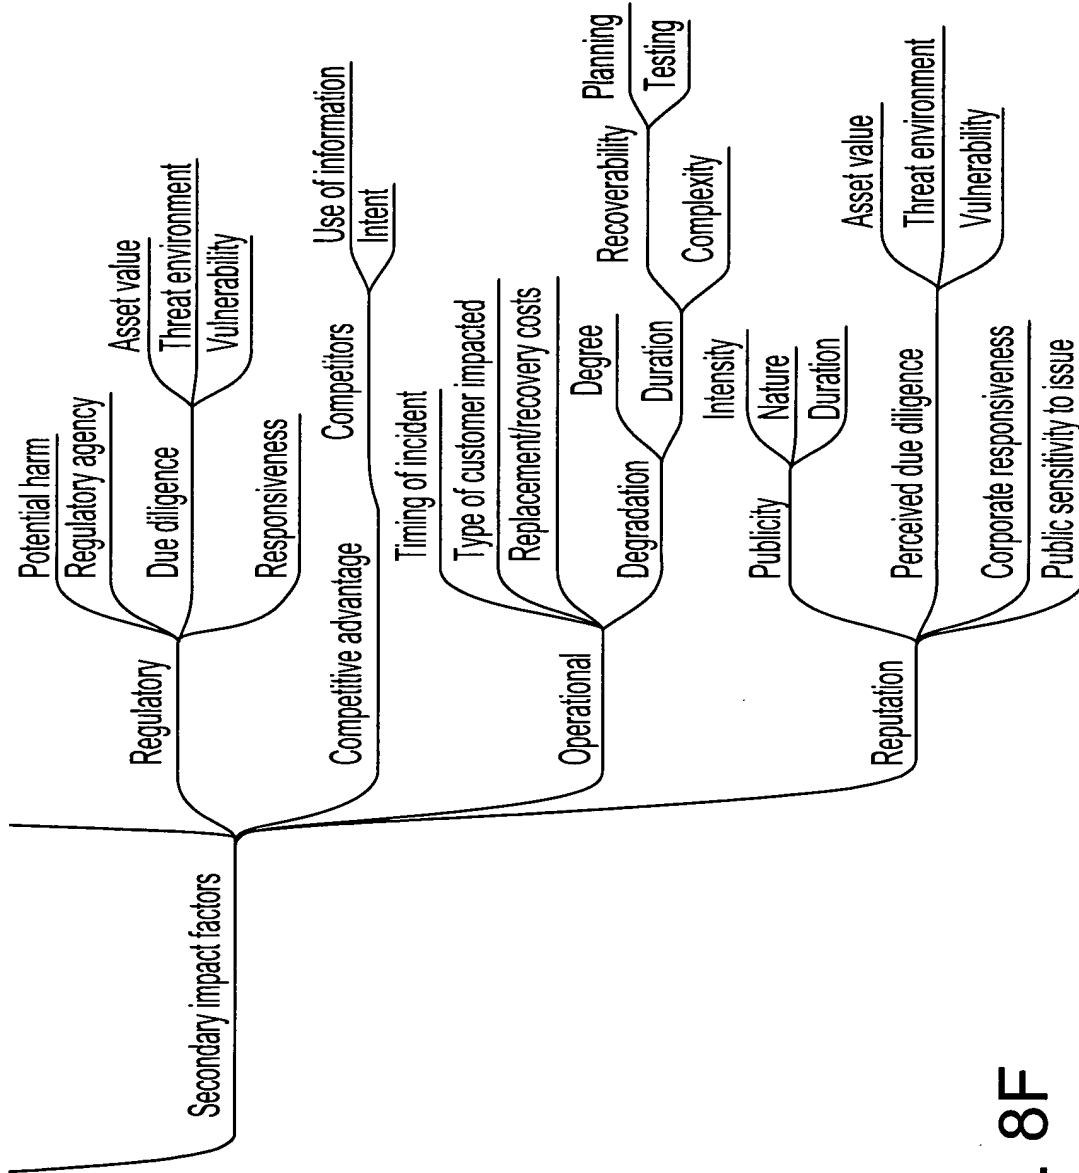 Secondary impact factors
Regulatory
Potential harm
Regulatory agency
Due diligence
Asset value
Threat environment
Vulnerability
Responsiveness
Competitive advantage
Competitors
Use of information
Intent
Operational
Timing of incident
Type of customer impacted
Replacement/recovery costs
Degradation
Degree
Duration
Recoverability
Planning
Testing
Complexity
Reputation
Publicity
Intensity
Nature
Duration
Perceived due diligence
Asset value
Threat environment
Vulnerability
Corporate responsiveness
Public sensitivity to issue
. 8F